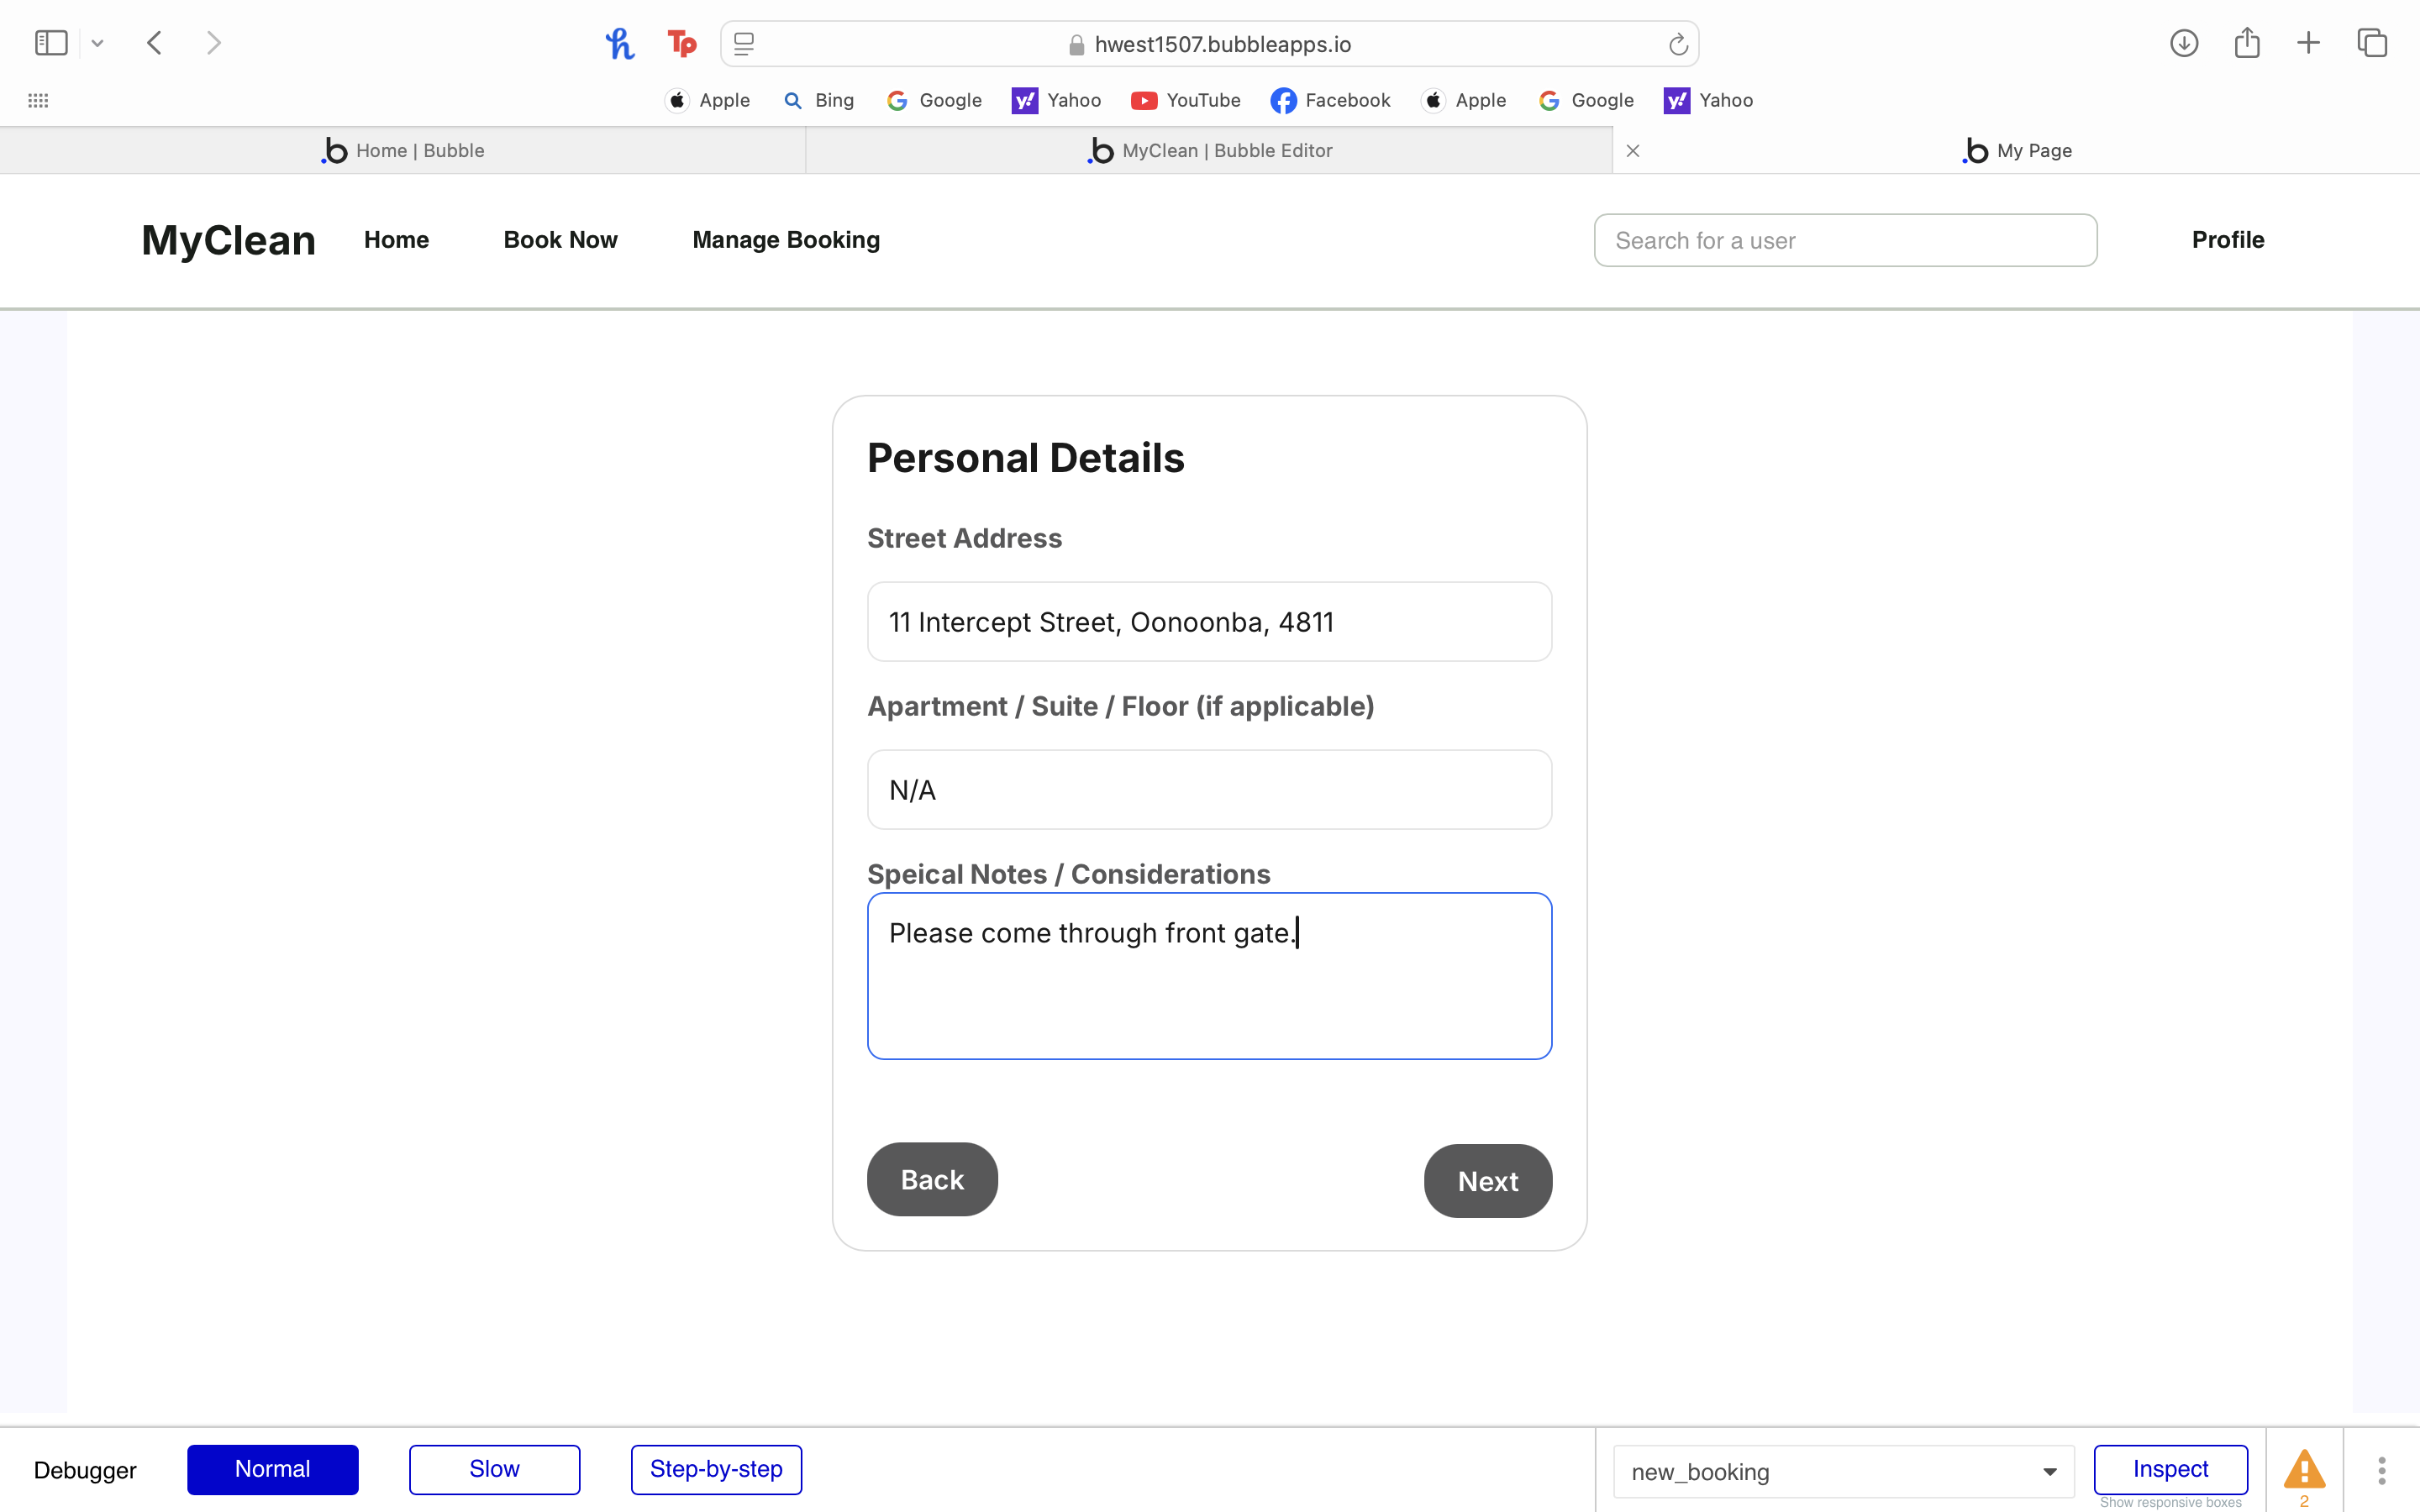 hwest1507.bubbleapps.io
Apple Bing Google Yahoo YouTube Facebook Apple Google Yahoo
Home | Bubble
MyClean | Bubble Editor
My Page
MyClean Home Book Now Manage Booking Search for a user Profile
Personal Details
Street Address
11 Intercept Street, Oonoonba, 4811
Apartment / Suite / Floor (if applicable)
N/A
Speical Notes / Considerations
Please come through front gate.
Back Next
Debugger Normal Slow Step-by-step new_booking Inspect
Show responsive boxes 2